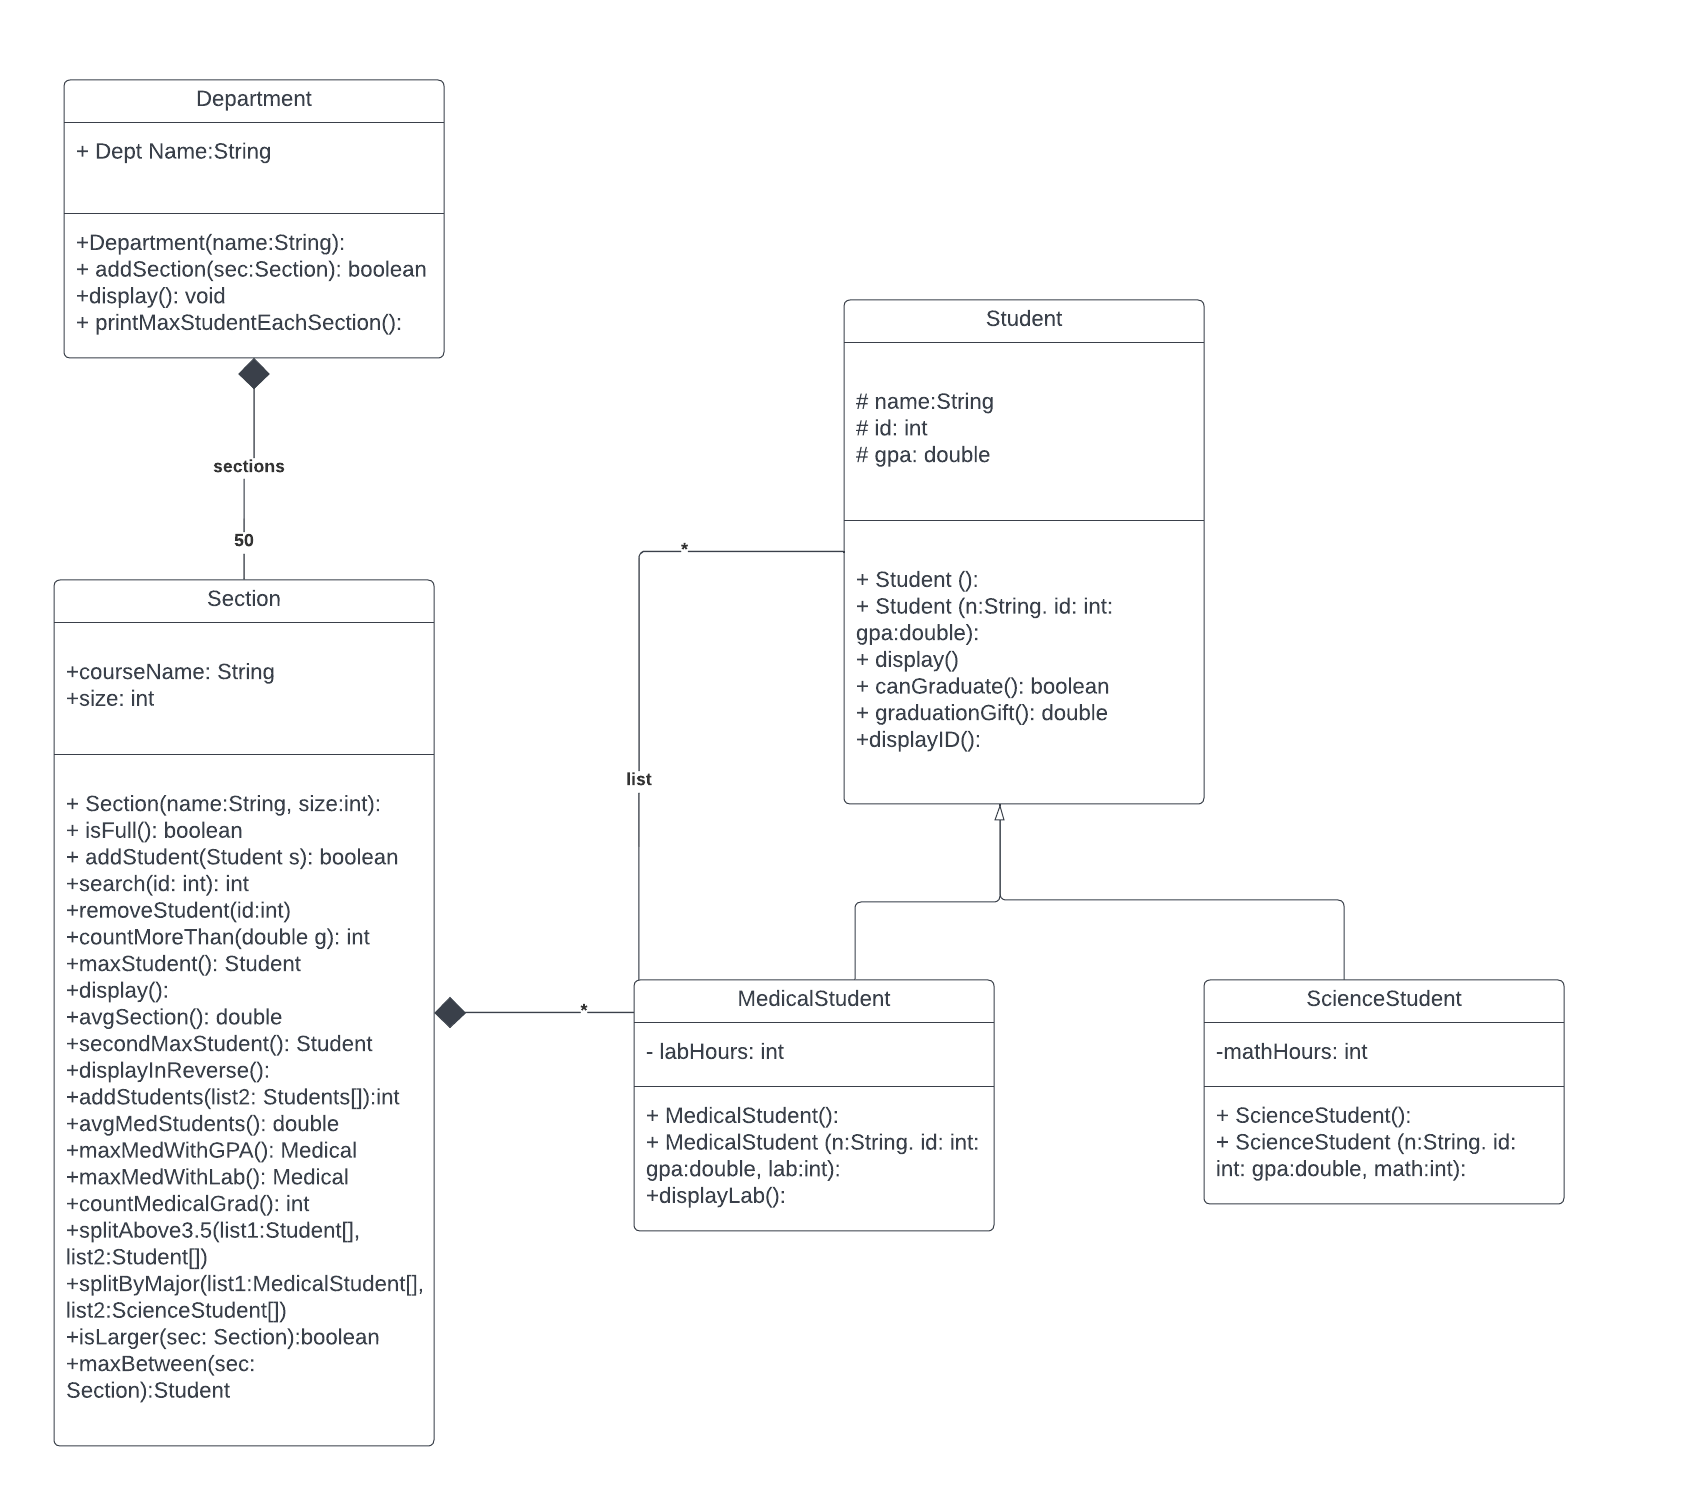 Department
+ Dept Name:String
+Department(name:String):
+ addSection(sec:Section): boolean
+display(): void
+ printMaxStudentEachSection():
sections
50
Section
+courseName: String
+size: int
+ Section(name:String, size:int):
+ isFull(): boolean
+ addStudent(Student s): boolean
+search(id: int): int
+removeStudent(id:int)
+countMoreThan(double g): int
+maxStudent(): Student
+display():
+avgSection(): double
+secondMaxStudent(): Student
+displayInReverse():
+addStudents(list2: Students[]):int
+avgMedStudents(): double
+maxMedWithGPA(): Medical
+maxMedWithLab(): Medical
+countMedicalGrad(): int
+splitAbove3.5(list1:Student[],
list2:Student[])
+splitByMajor(list1:MedicalStudent[],
list2:ScienceStudent[])
+isLarger(sec: Section):boolean
+maxBetween(sec:
Section):Student
*
list
*
Student
# name:String
# id: int
# gpa: double
+ Student ():
+ Student (n:String. id: int:
gpa:double):
+ display()
+ canGraduate(): boolean
+ graduationGift(): double
+displayID():
MedicalStudent
- labHours: int
+ MedicalStudent():
+ MedicalStudent (n:String. id: int:
gpa:double, lab:int):
+displayLab():
ScienceStudent
-mathHours: int
+ ScienceStudent():
+ ScienceStudent (n:String. id:
int: gpa:double, math:int):